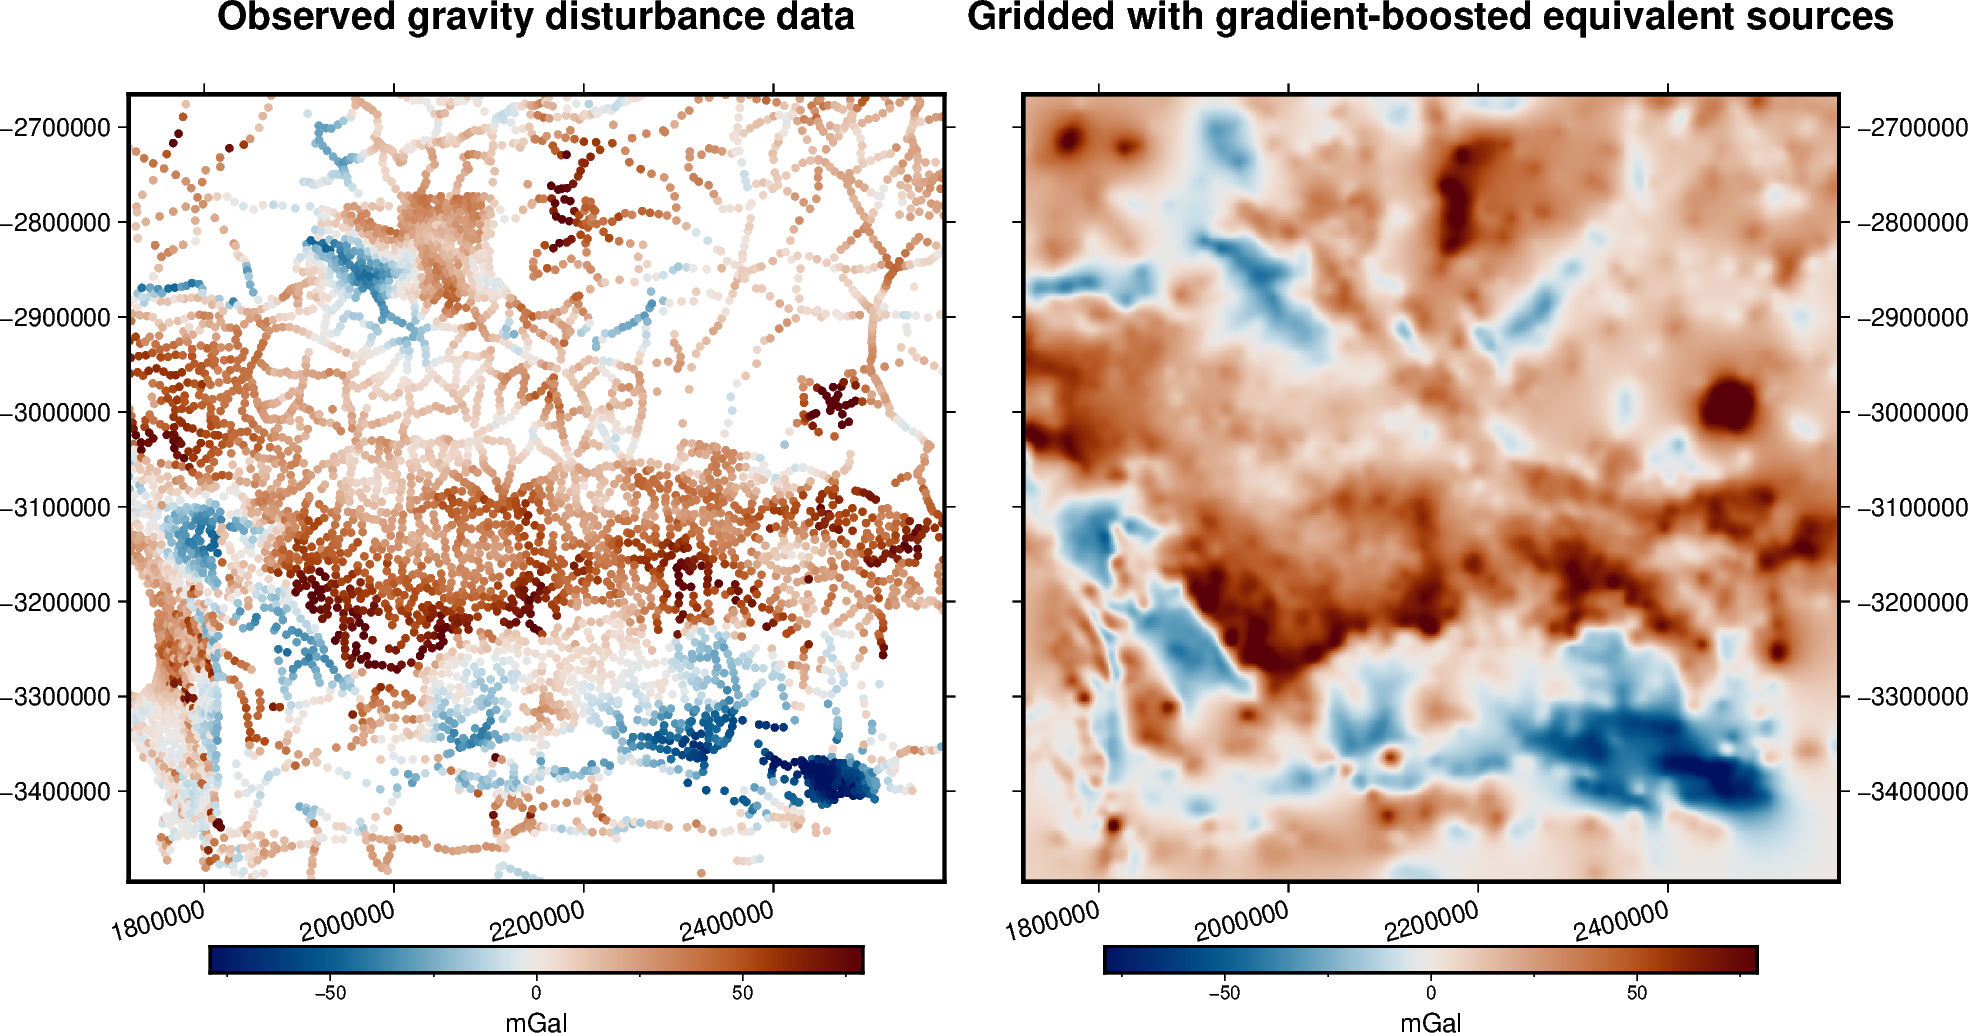 Observed gravity disturbance data
Gridded with gradient-boosted equivalent sources
−2700000
−2800000
−2900000
−3000000
−3100000
−3200000
−3300000
−3400000
−2700000
−2800000
−2900000
−3000000
−3100000
−3200000
−3300000
−3400000
1800000 2000000 2200000 2400000
1800000 2000000 2200000 2400000
−50 0 50
mGal
−50 0 50
mGal